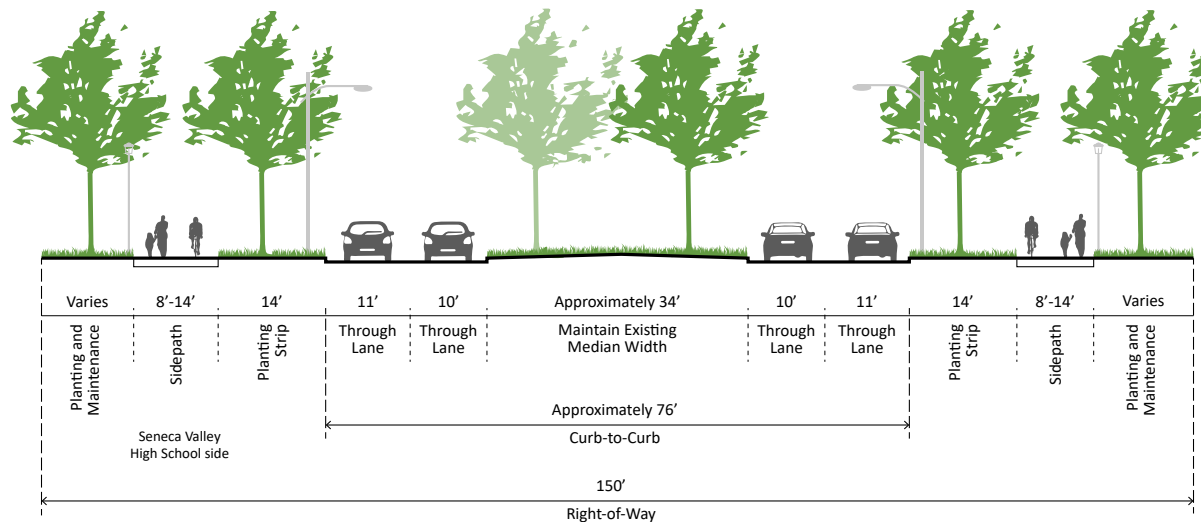 Varies
8’-14’
14’
11’
10’
Approximately 34’
10’
11’
14’
8’-14’
Varies
Planting and
Maintenance
Sidepath
Planting
Strip
Through
Lane
Through
Lane
Maintain Existing
Median Width
Through
Lane
Through
Lane
Planting
Strip
Sidepath
Planting and
Maintenance
Approximately 76’
Curb-to-Curb
Seneca Valley
High School side
150’
Right-of-Way